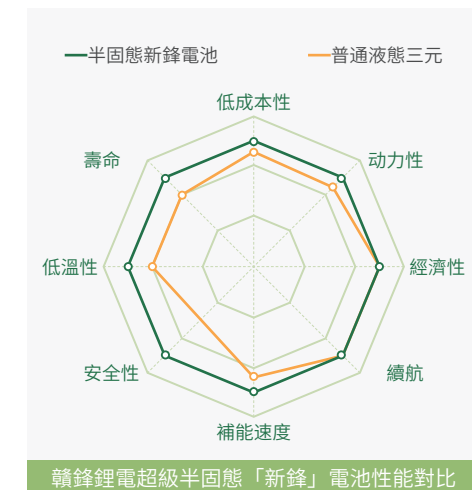 半固態新鋒電池 普通液態三元
低成本性
壽命 动力性
低溫性 經濟性
安全性 續航
補能速度
贛鋒鋰電超級半固態「新鋒」電池性能對比